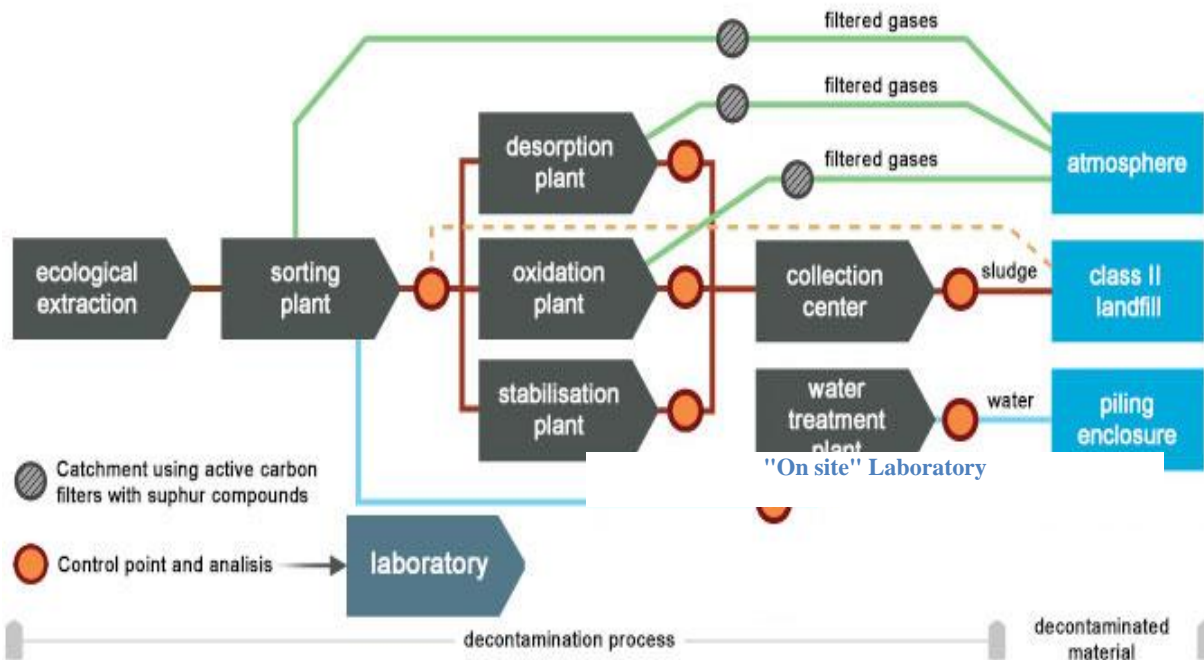 filtered gases
filtered gases
filtered gases
desorption
plant
atmosphere
ecological
extraction
sorting
plant
oxidation
plant
collection
center
sludge
class II
landfill
stabilisation
plant
water
treatment
plant
water
piling
enclosure
"On site" Laboratory
Catchment using active carbon
filters with suphur compounds
Control point and analisis
laboratory
decontamination process
decontaminated
material